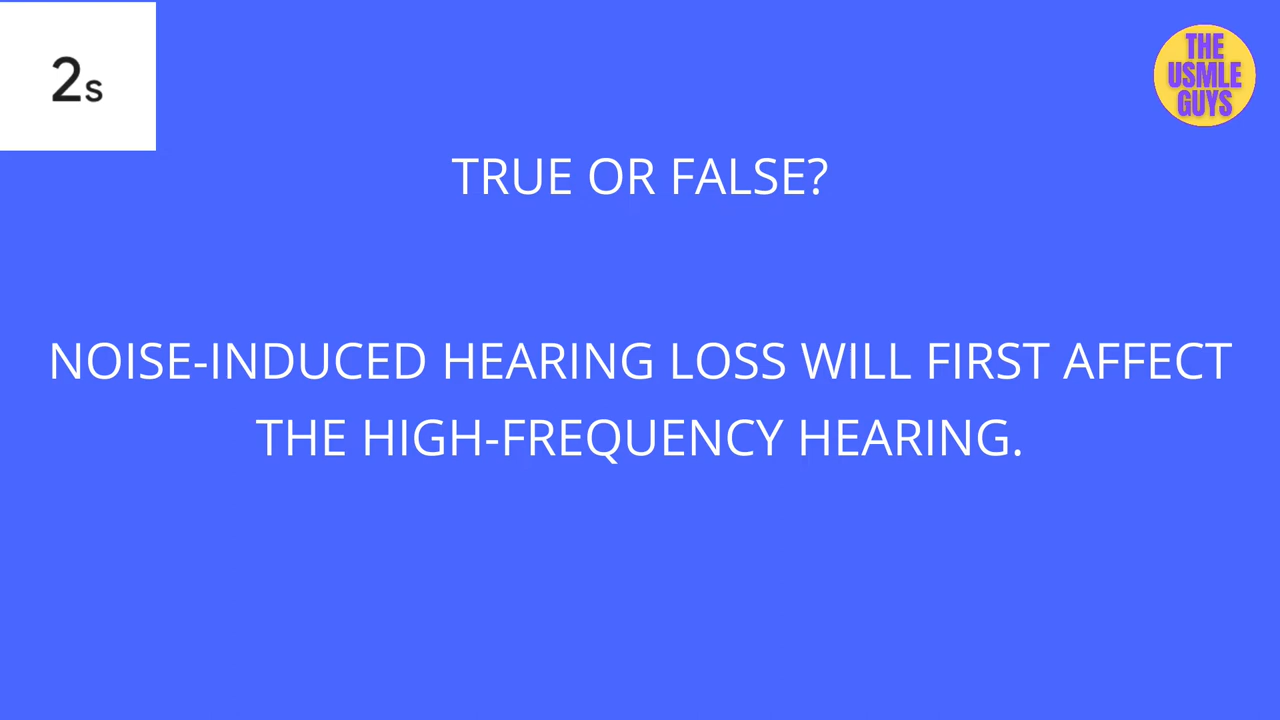 2s
THE
USMLE
GUYS
TRUE OR FALSE?
NOISE-INDUCED HEARING LOSS WILL FIRST AFFECT
THE HIGH-FREQUENCY HEARING.